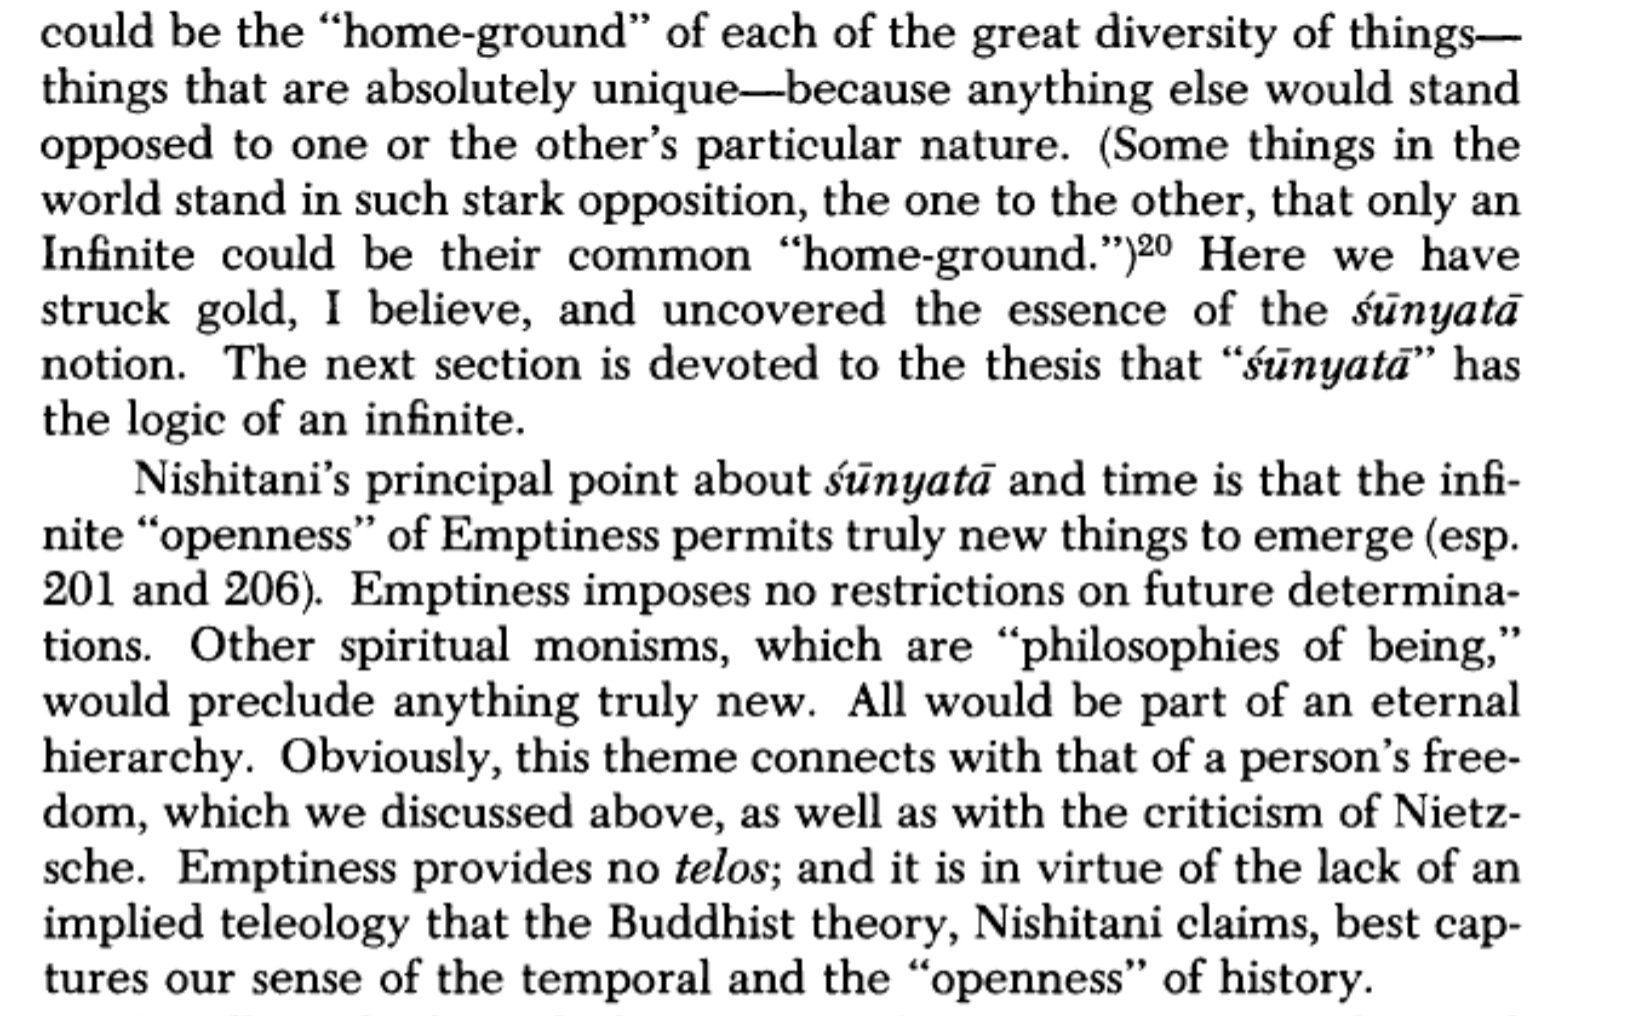 could be the “home-ground” of each of the great diversity of things—
things that are absolutely unique—because anything else would stand
opposed to one or the other’s particular nature. (Some things in the
world stand in such stark opposition, the one to the other, that only an
Infinite could be their common “home-ground.”)20 Here we have
struck gold, I believe, and uncovered the essence of the śūnyatā
notion. The next section is devoted to the thesis that “śūnyatā” has
the logic of an infinite.
Nishitani’s principal point about śūnyatā and time is that the infi-
nite “openness” of Emptiness permits truly new things to emerge (esp.
201 and 206). Emptiness imposes no restrictions on future determina-
tions. Other spiritual monisms, which are “philosophies of being,”
would preclude anything truly new. All would be part of an eternal
hierarchy. Obviously, this theme connects with that of a person’s free-
dom, which we discussed above, as well as with the criticism of Nietz-
sche. Emptiness provides no telos; and it is in virtue of the lack of an
implied teleology that the Buddhist theory, Nishitani claims, best cap-
tures our sense of the temporal and the “openness” of history.